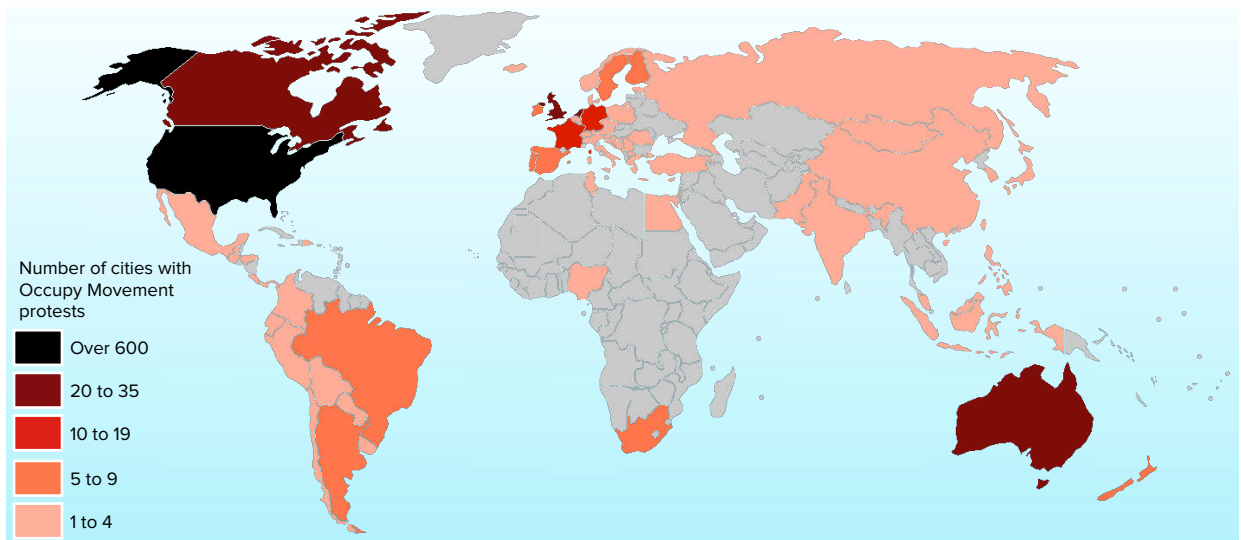 Number of cities with
Occupy Movement
protests
Over 600
20 to 35
10 to 19
5 to 9
1 to 4